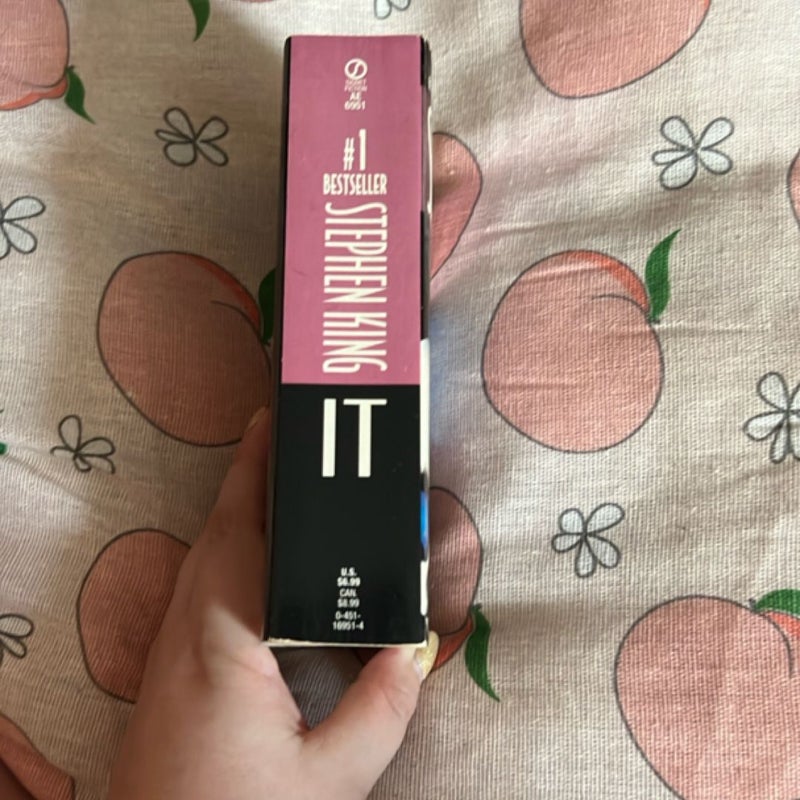 SIGNET
FICTION
AE
6951
#1
BESTSELLER
STEPHEN KING
IT
U.S.
$6.99
CAN.
$8.99
0-451-
16951-4